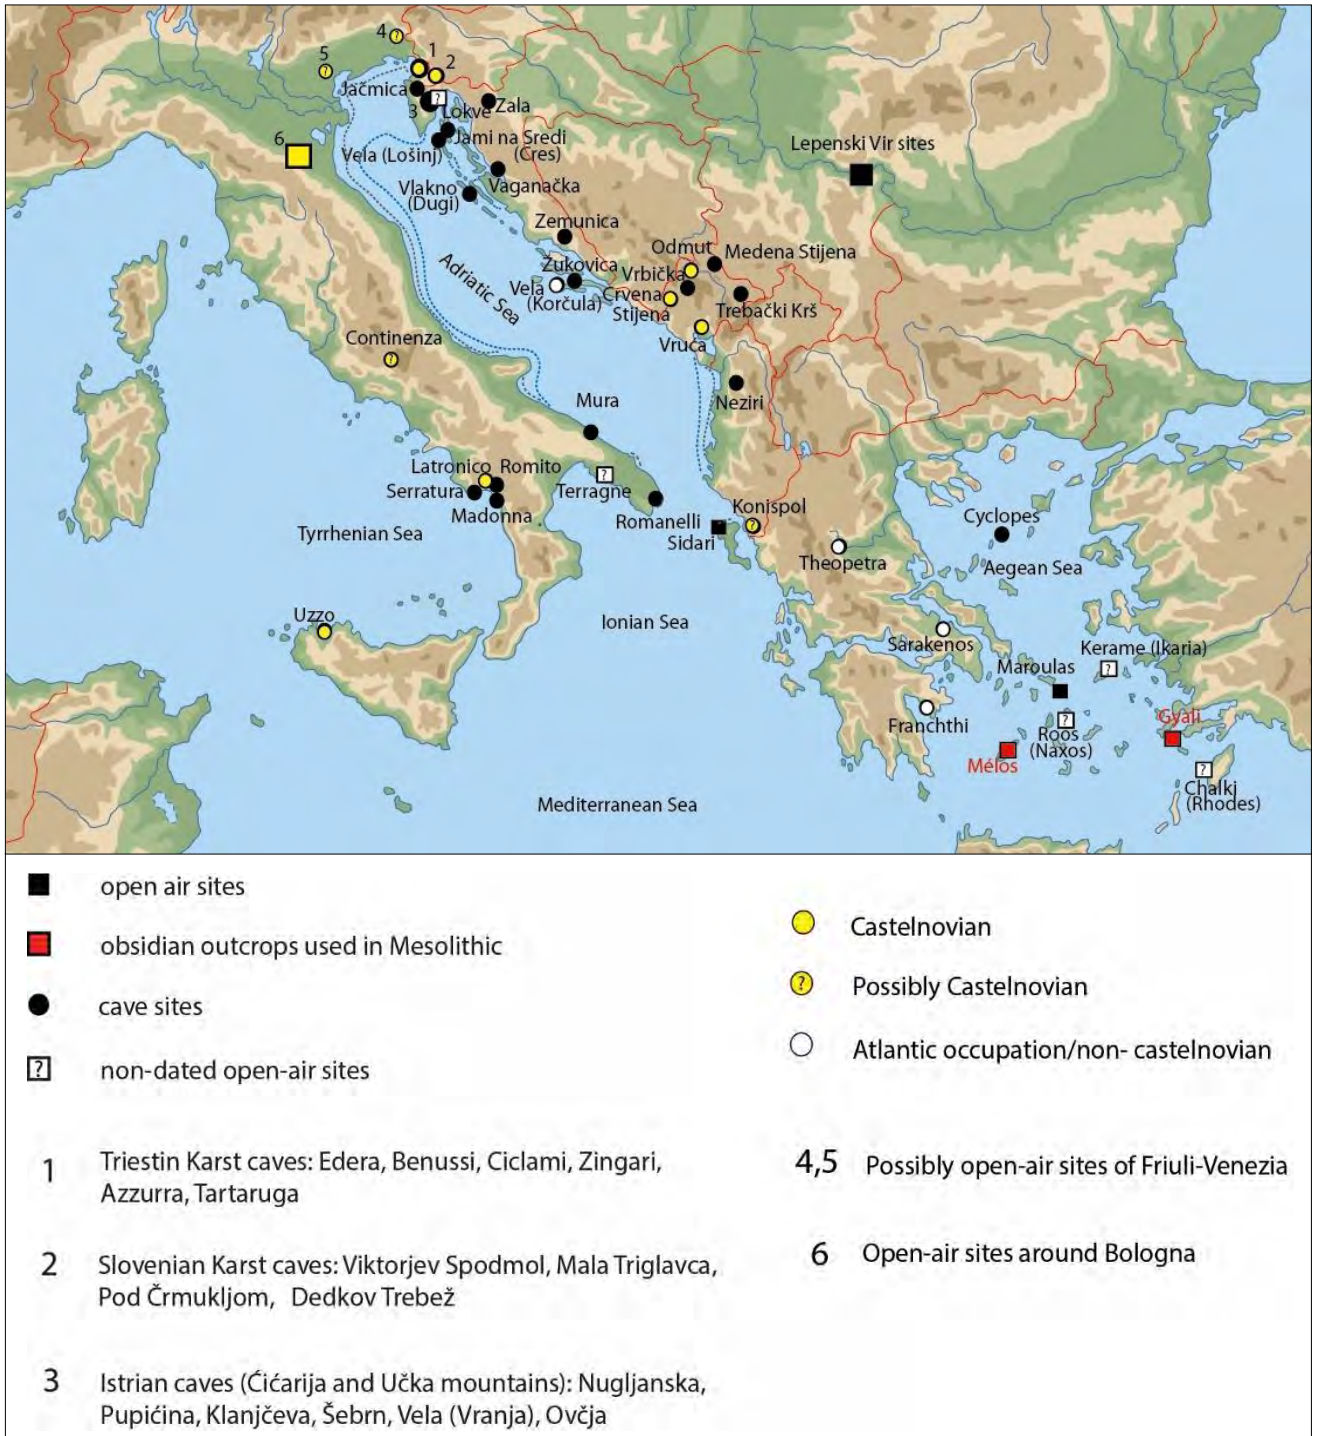 4
?
1
5
?
2
Jačmica
?
3
Lokve
Zala
6
Jami na Sredi
(Cres)
Vela (Lošinj)
Lepenski Vir sites
Vaganačka
Vlakno
(Dugi)
Zemunica
Odmut
Medena Stijena
Adriatic Sea
Žukovica
Vrbička
Vela
(Korčula)
Crvena
Stijena
Trebački Krš
Vruća
Continenza
?
Neziri
Mura
Latronico
Romito
?
Serratura
Terragne
Madonna
Romanelli
Konispol
?
Sidari
Cyclopes
Tyrrhenian Sea
Theopetra
Aegean Sea
Uzzo
Ionian Sea
Sarakenos
Kerame (Ikaria)
?
Maroulas
Franchthi
?
Roos
(Naxos)
Gyali
Mélos
?
Chalki
(Rhodes)
Mediterranean Sea
open air sites
obsidian outcrops used in Mesolithic
cave sites
? non-dated open-air sites
Castelnovian
? Possibly Castelnovian
Atlantic occupation/non- castelnovian
1 Triestin Karst caves: Edera, Benussi, Ciclami, Zingari,
Azzurra, Tartaruga
2 Slovenian Karst caves: Viktorjev Spodmol, Mala Triglavca,
Pod Črmukljom, Dedkov Trebež
3 Istrian caves (Ćićarija and Učka mountains): Nugljanska,
Pupićina, Klanjčeva, Šebrn, Vela (Vranja), Ovčja
4,5 Possibly open-air sites of Friuli-Venezia
6 Open-air sites around Bologna